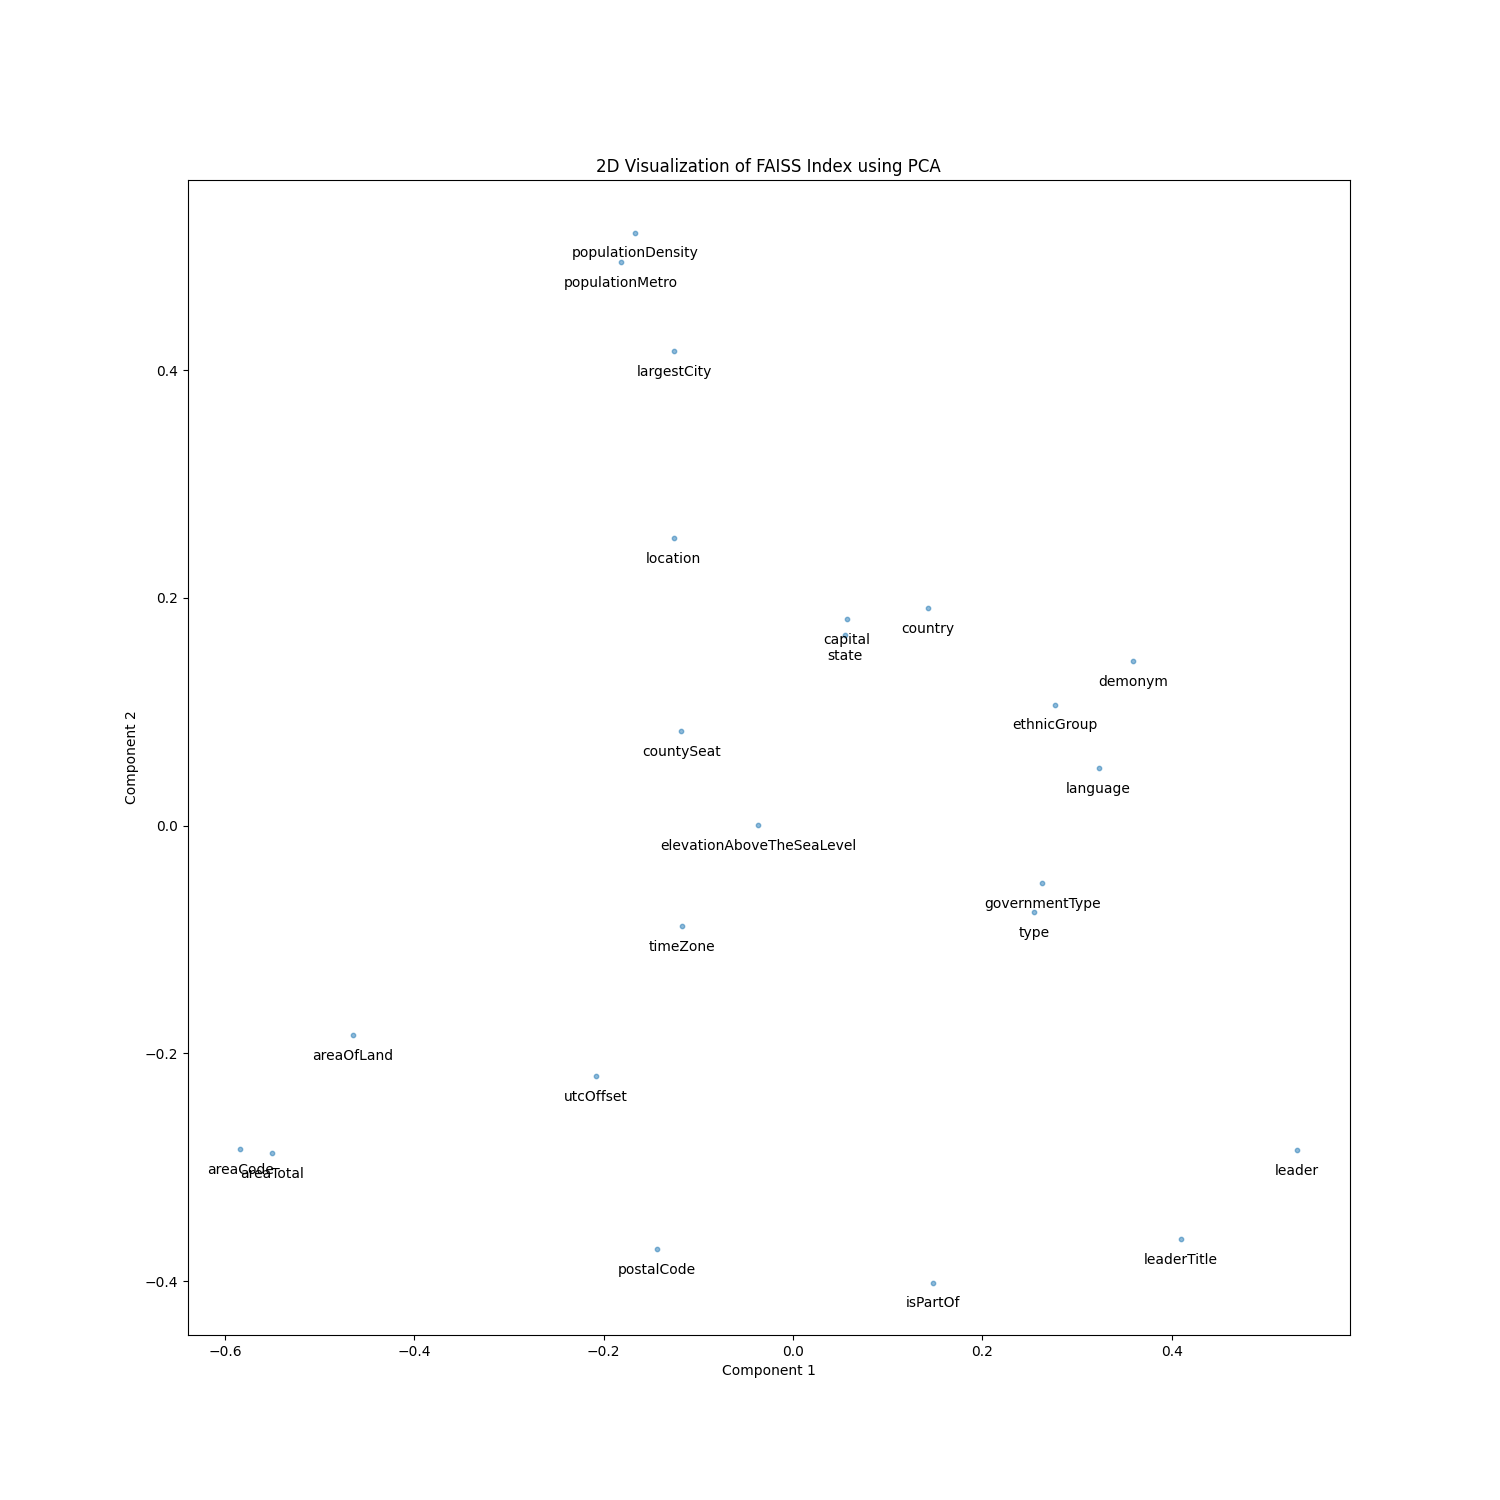 2D Visualization of FAISS Index using PCA
populationDensity
populationMetro
largestCity
0.4
location
0.2
country
capital
state
demonym
ethnicGroup
countySeat
language
Component 2
0.0
elevationAboveTheSeaLevel
governmentType
type
timeZone
−0.2
areaOfLand
utcOffset
areaCode
areaTotal
leader
leaderTitle
postalCode
−0.4
isPartOf
−0.6
−0.4
−0.2
0.0
0.2
0.4
Component 1